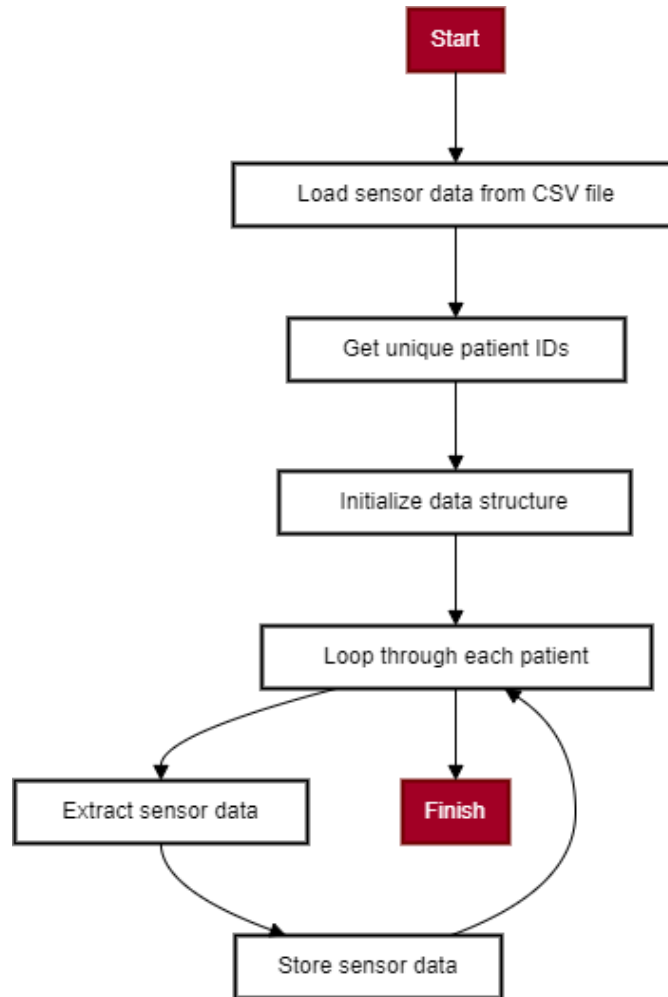 Start
Load sensor data from CSV file
Get unique patient IDs
Initialize data structure
Loop through each patient
Extract sensor data
Finish
Store sensor data